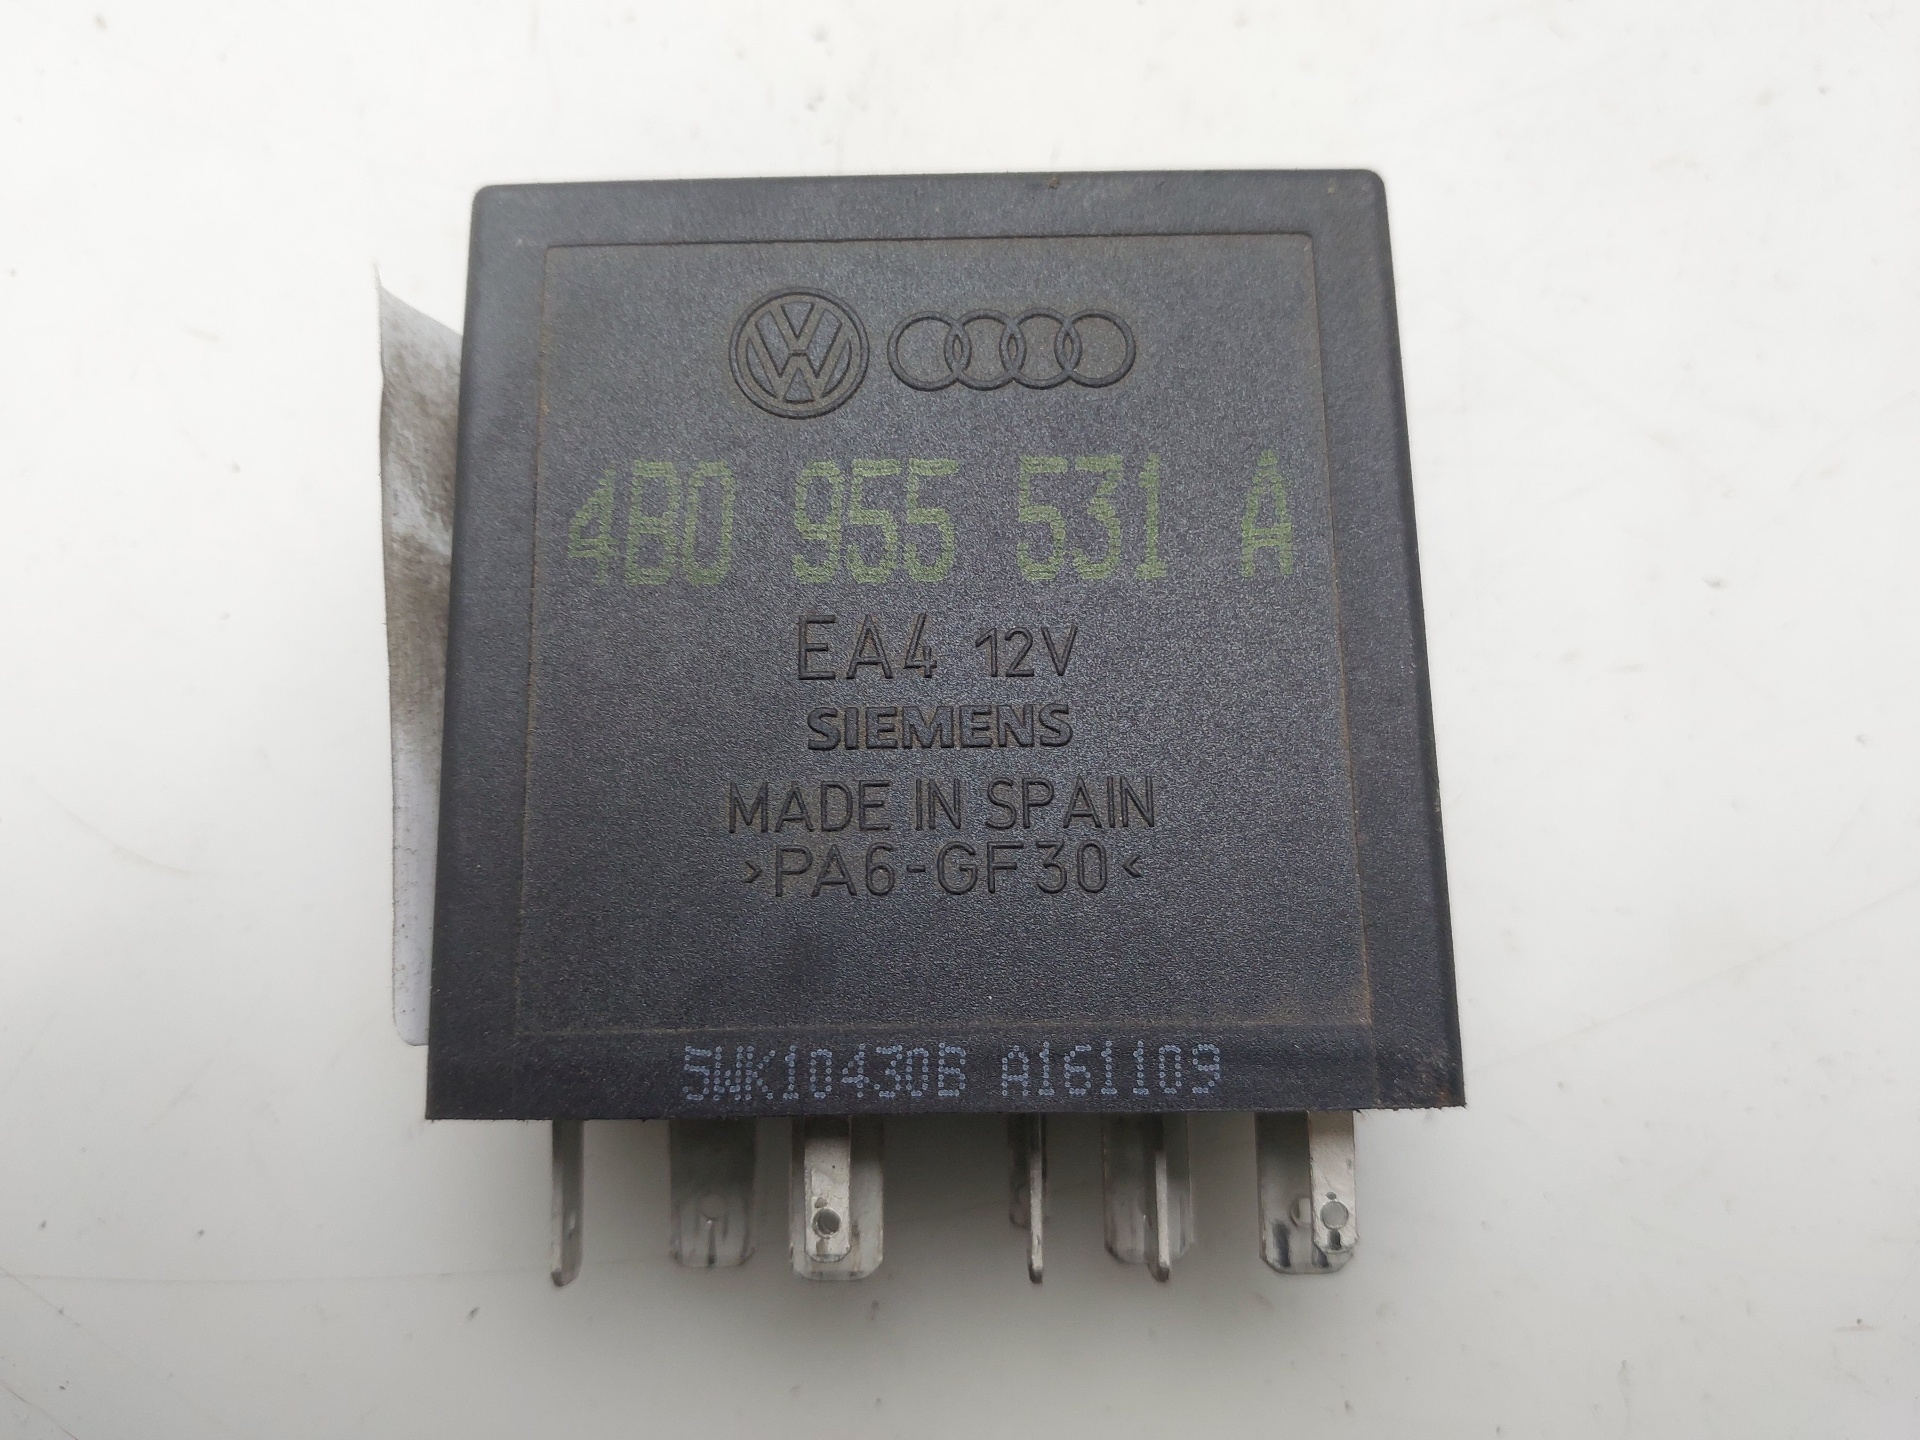 4B0 955 531 A
EA4 12V
SIEMENS
MADE IN SPAIN
>PA6-GF30<
5WK10430B A161109